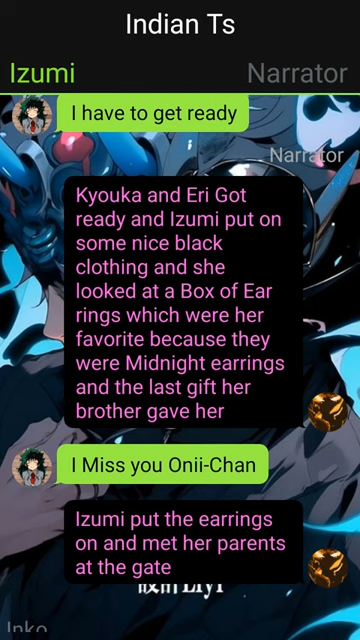 Indian Ts
Izumi
Narrator
I have to get ready
Narrator
Kyouka and Eri Got
ready and Izumi put on
some nice black
clothing and she
looked at a Box of Ear
rings which were her
favorite because they
were Midnight earrings
and the last gift her
brother gave her
I Miss you Onii-Chan
Izumi put the earrings
on and met her parents
at the gate
Inko